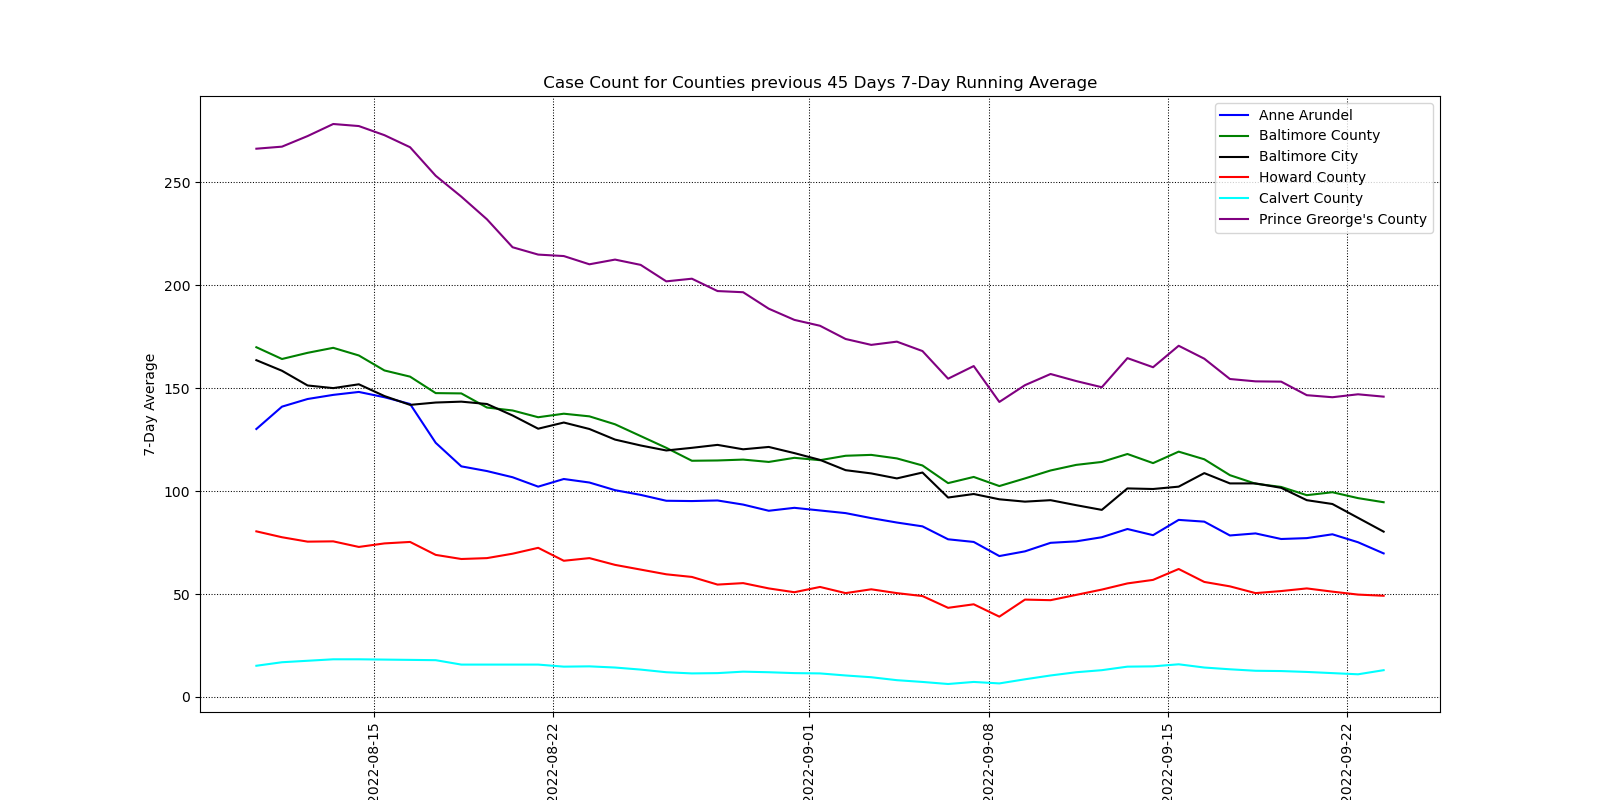 Case Count for Counties previous 45 Days 7-Day Running Average
Anne Arundel
Baltimore County
Baltimore City
Howard County
Calvert County
Prince Greorge's County
7-Day Average
250
200
150
100
50
0
2022-08-15
2022-08-22
2022-09-01
2022-09-08
2022-09-15
2022-09-22